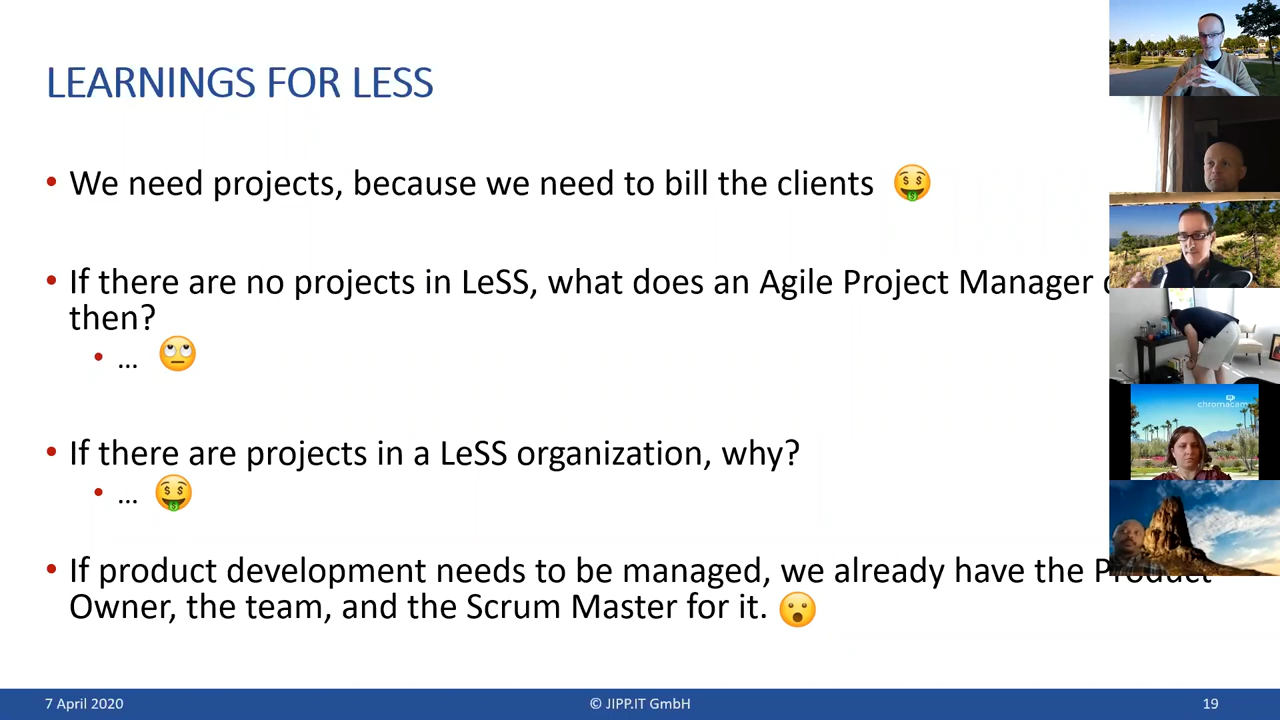 LEARNINGS FOR LESS
• We need projects, because we need to bill the clients
• If there are no projects in LeSS, what does an Agile Project Manager
then?
• ...
• If there are projects in a LeSS organization, why?
• ...
• If product development needs to be managed, we already have the Product
Owner, the team, and the Scrum Master for it.
chromacam
7 April 2020
© JIPP.IT GmbH
19